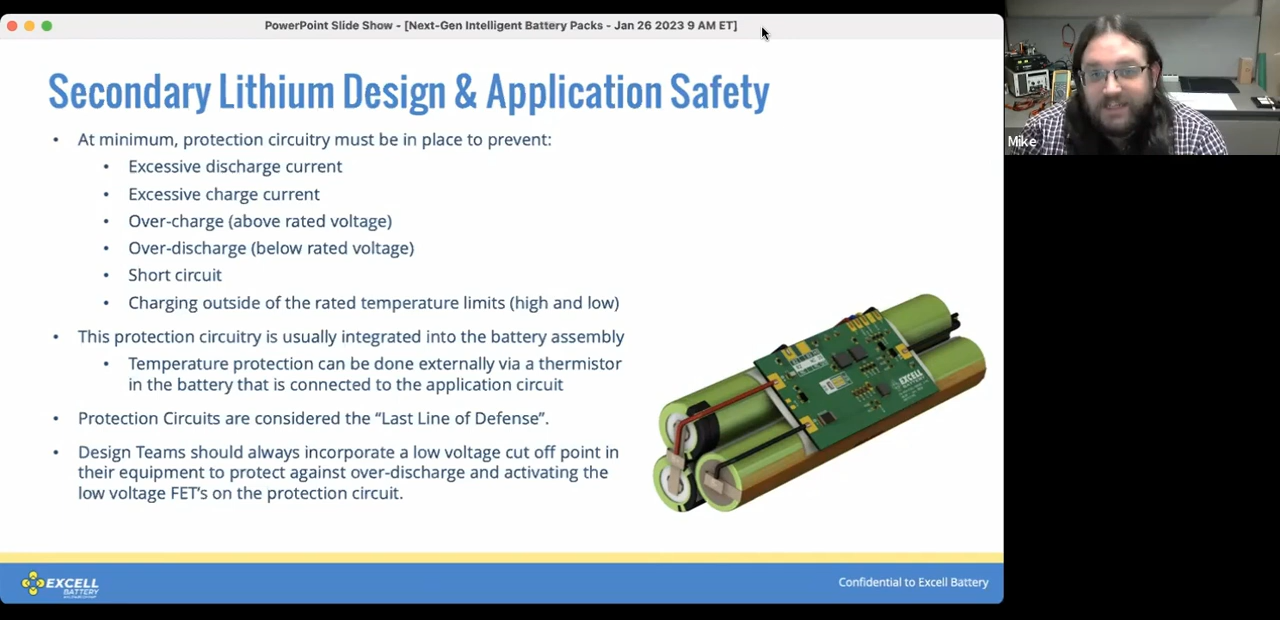 PowerPoint Slide Show - [Next-Gen Intelligent Battery Packs - Jan 26 2023 9 AM ET]
Secondary Lithium Design & Application Safety
• At minimum, protection circuitry must be in place to prevent:
• Excessive discharge current
• Excessive charge current
• Over-charge (above rated voltage)
• Over-discharge (below rated voltage)
• Short circuit
• Charging outside of the rated temperature limits (high and low)
• This protection circuitry is usually integrated into the battery assembly
• Temperature protection can be done externally via a thermistor
in the battery that is connected to the application circuit
• Protection Circuits are considered the “Last Line of Defense”.
• Design Teams should always incorporate a low voltage cut off point in
their equipment to protect against over-discharge and activating the
low voltage FET’s on the protection circuit.
EXCELL
BATTERY
EXCELL
BATTERY
Confidential to Excell Battery
Mike